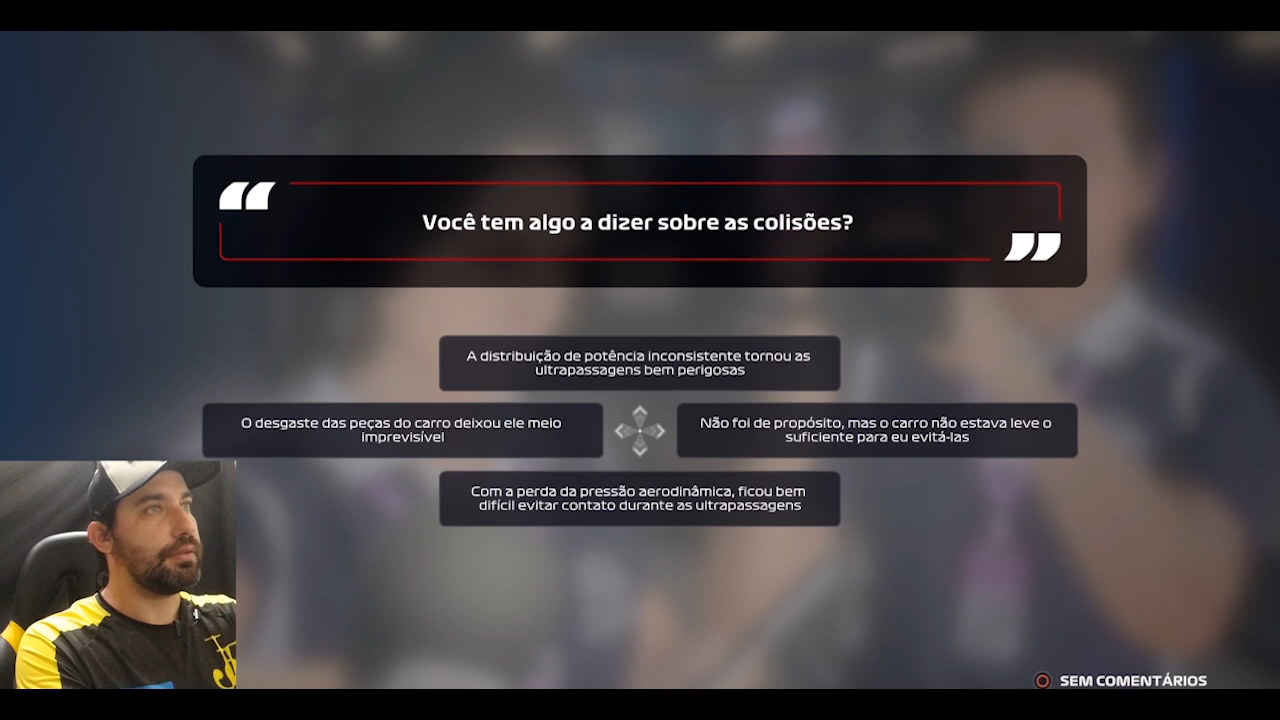 Você tem algo a dizer sobre as colisões?
A distribuição de potência inconsistente tornou as
ultrapassagens bem perigosas
O desgaste das peças do carro deixou ele meio
imprevisível
Não foi de propósito, mas o carro não estava leve o
suficiente para eu evitá-las
Com a perda da pressão aerodinâmica, ficou bem
difícil evitar contato durante as ultrapassagens
SEM COMENTÁRIOS